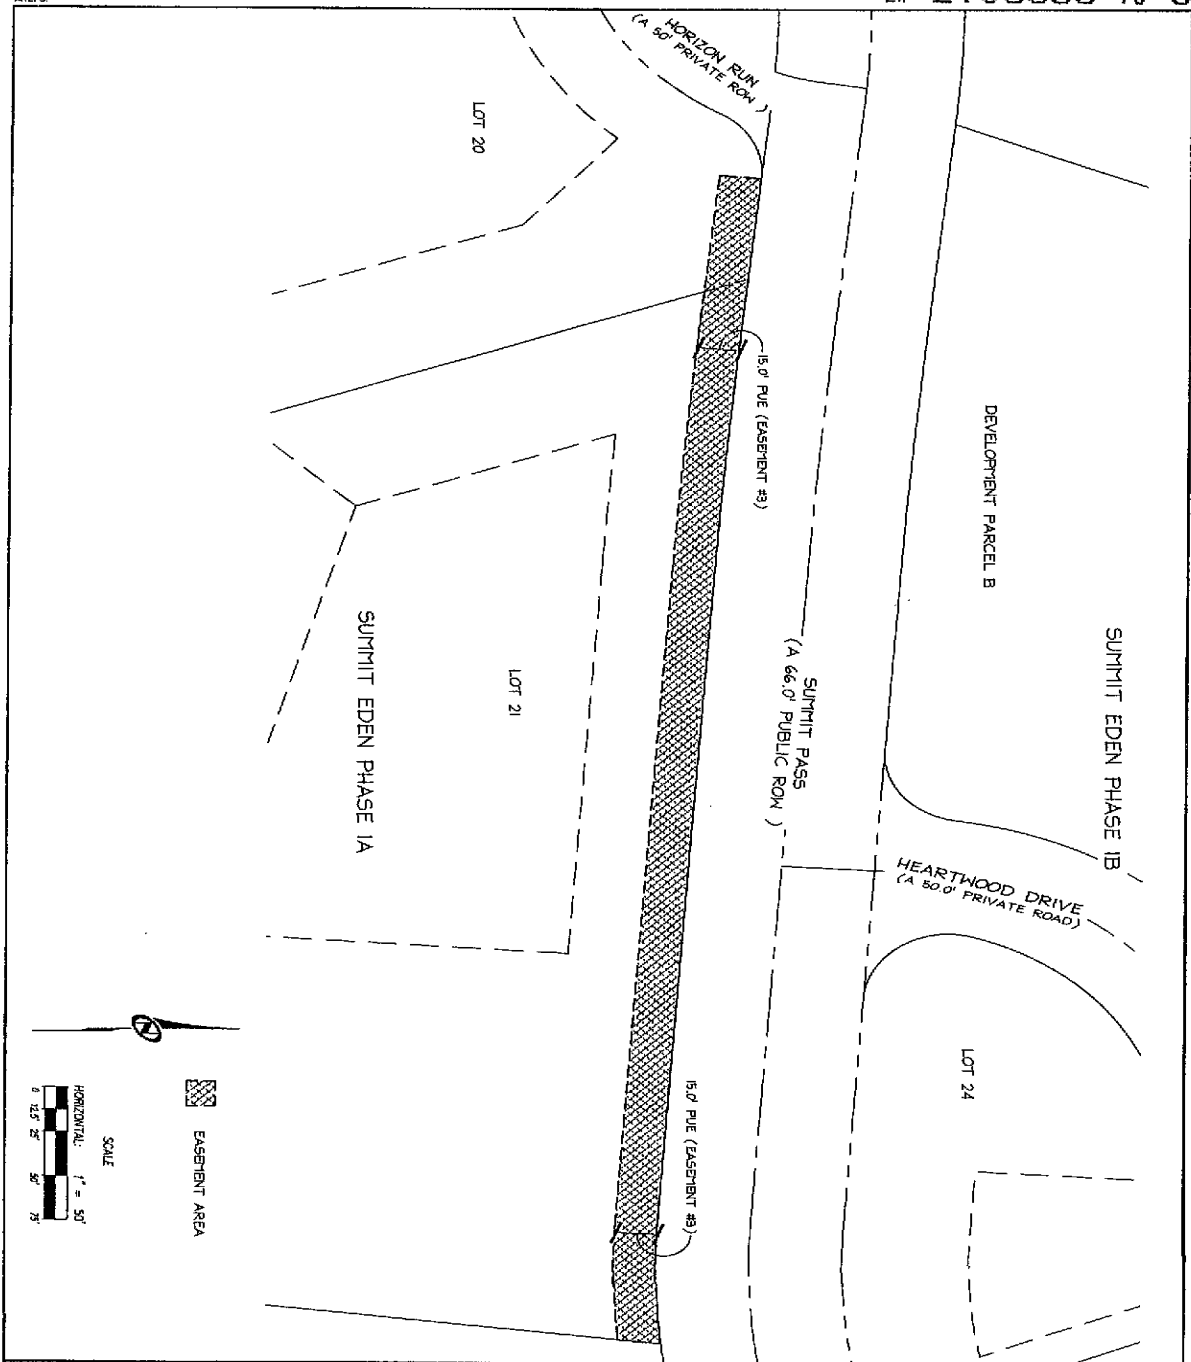 HORIZON RUN
(A 50' PRIVATE ROW )
LOT 20
15.0' PUE (EASEMENT #3)
DEVELOPMENT PARCEL B
SUMMIT EDEN PHASE 1B
SUMMIT PASS
(A 66.0' PUBLIC ROW )
LOT 21
SUMMIT EDEN PHASE 1A
HEARTWOOD DRIVE
(A 50.0' PRIVATE ROAD)
LOT 24
15.0' PUE (EASEMENT #3)
EASEMENT AREA
SCALE
HORIZONTAL: 1" = 50'
0 12.5' 25' 50' 75'